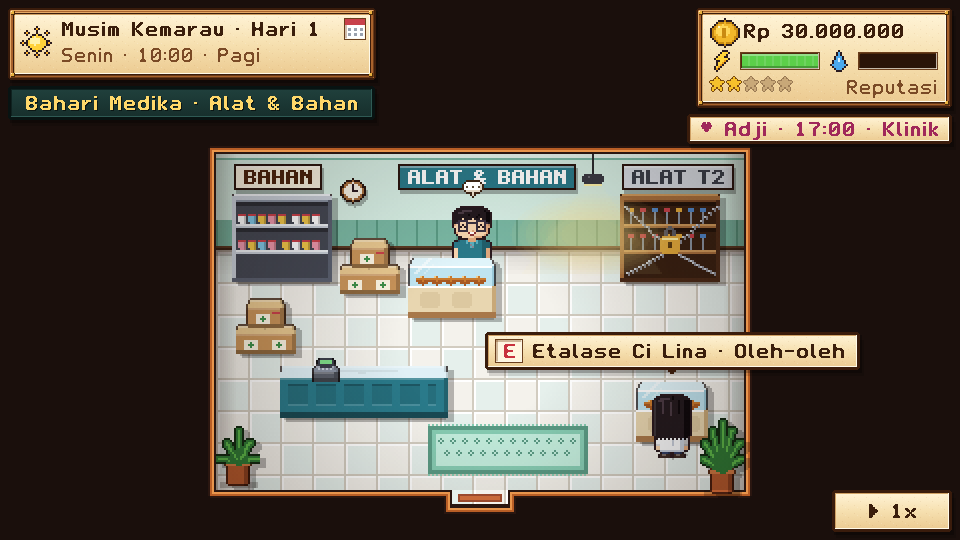 Musim Kemarau · Hari 1
Senin · 10:00 · Pagi
Rp 30.000.000
Reputasi
Bahari Medika · Alat & Bahan
Adji · 17:00 · Klinik
BAHAN
ALAT & BAHAN
ALAT T2
E Etalase Ci Lina · Oleh-oleh
1x